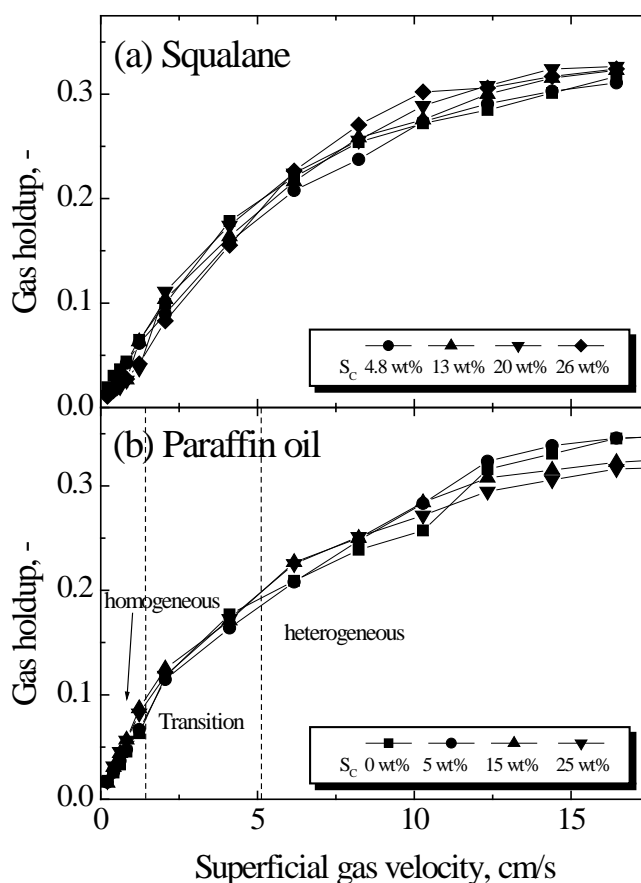 (a) Squalane
Gas holdup, -
0.3
0.2
0.1
0.0
4.8 wt% 13 wt% 20 wt% 26 wt%
S_C
(b) Paraffin oil
Gas holdup, -
0.3
0.2
0.1
0.0
homogeneous
heterogeneous
Transition
0 wt% 5 wt% 15 wt% 25 wt%
S_C
0 5 10 15
Superficial gas velocity, cm/s